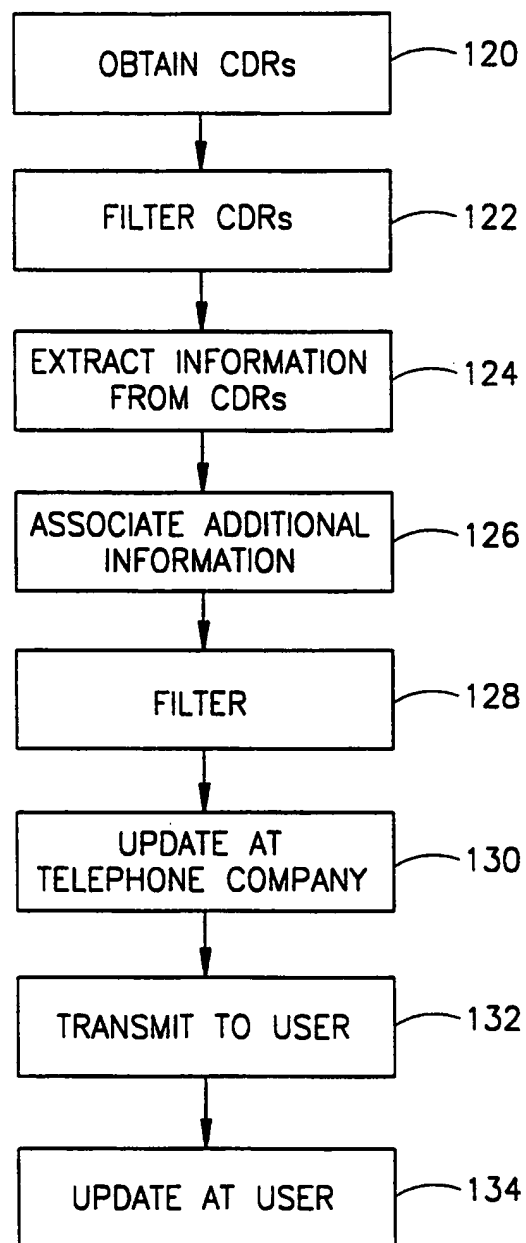 OBTAIN CDRs
120
FILTER CDRs
122
EXTRACT INFORMATION
FROM CDRs
124
ASSOCIATE ADDITIONAL
INFORMATION
126
FILTER
128
UPDATE AT
TELEPHONE COMPANY
130
TRANSMIT TO USER
132
UPDATE AT USER
134